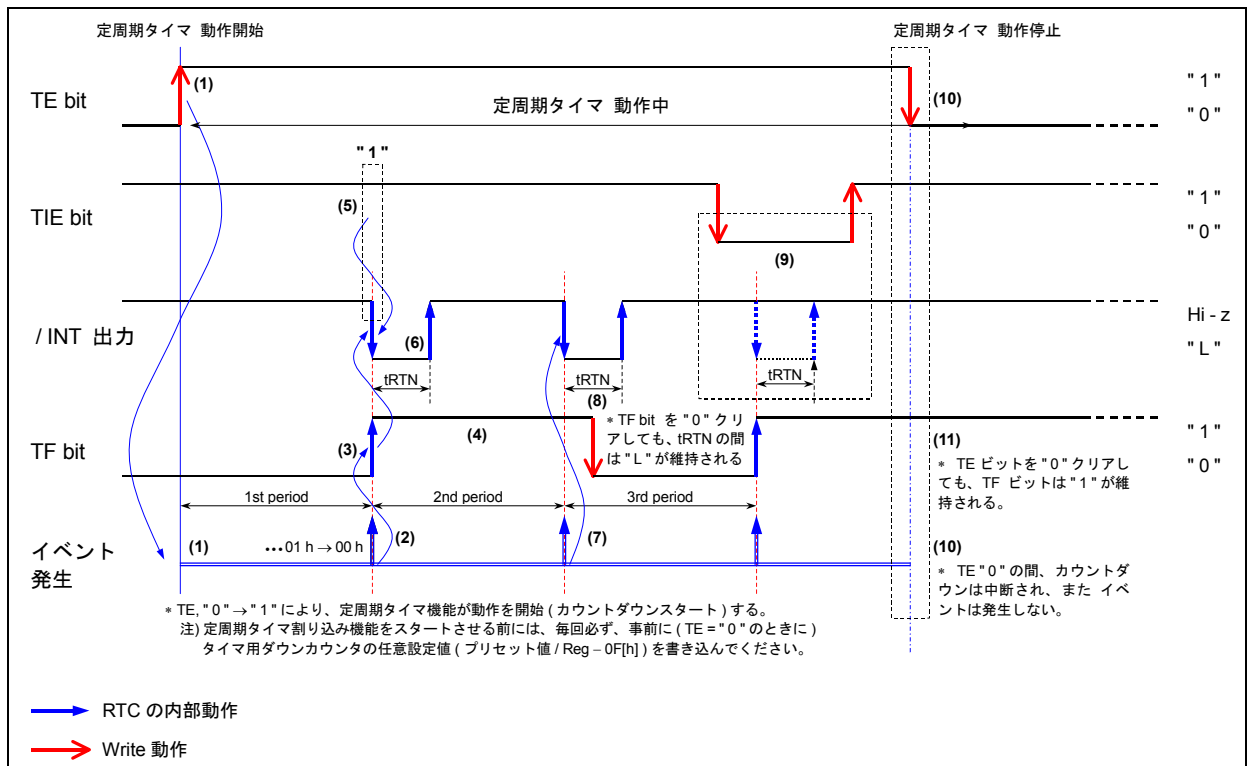 定周期タイマ 動作開始
定周期タイマ 動作停止
TE bit
(1)
定周期タイマ 動作中
(10)
" 1 "
" 0 "
" 1 "
TIE bit
(5)
(9)
" 1 "
" 0 "
/ INT 出力
(6)
tRTN
tRTN
tRTN
Hi - z
" L "
(8)
TF bit
(3)
(4)
* TF bit を " 0 " クリ
アしても、tRTN の間
は " L " が維持される
(11)
" 1 "
" 0 "
* TE ビットを " 0 " クリアし
ても、TF ビットは " 1 " が維
持される。
1st period
2nd period
3rd period
イベント
発生
(1)
•••01 h → 00 h
(2)
(7)
(10)
* TE " 0 " の間、カウントダ
ウンは中断され、また イベ
ントは発生しない。
* TE, " 0 " → " 1 " により、定周期タイマ機能が動作を開始 ( カウントダウンスタート ) する。
注) 定周期タイマ割り込み機能をスタートさせる前には、毎回必ず、事前に ( TE = " 0 " のときに )
タイマ用ダウンカウンタの任意設定値 ( プリセット値 / Reg – 0F[h] ) を書き込んでください。
RTC の内部動作
Write 動作